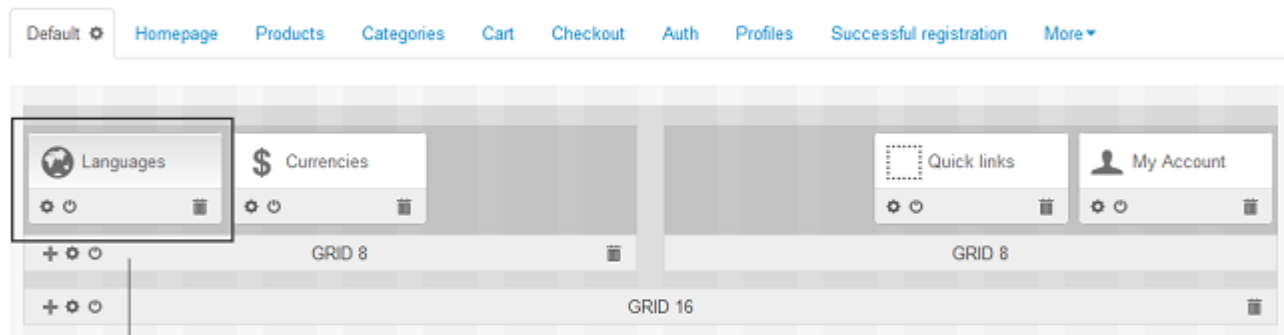 Default Homepage Products Categories Cart Checkout Auth Profiles Successful registration More
Languages $ Currencies Quick links My Account
GRID 8 GRID 8
GRID 16